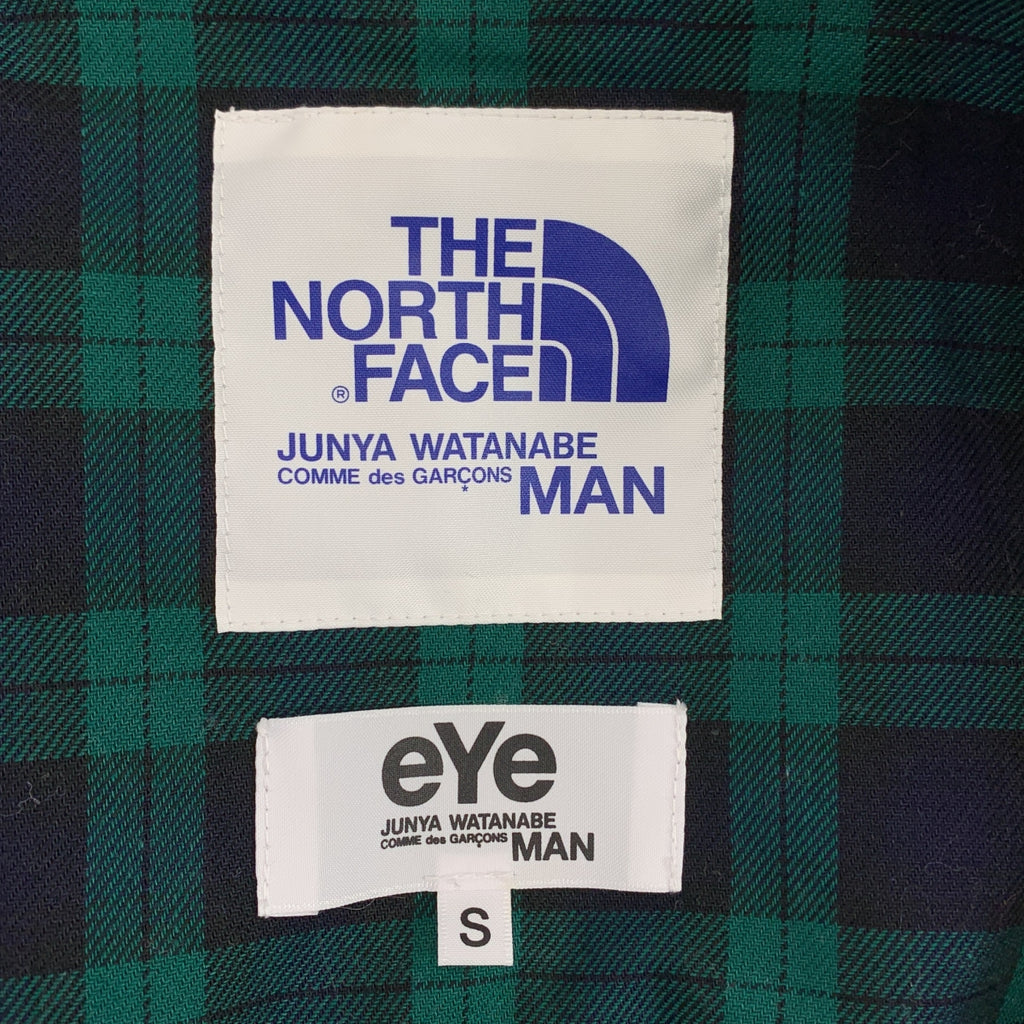 THE
NORTH
® FACE
JUNYA WATANABE
COMME des GARÇONS MAN
*
eYe
JUNYA WATANABE
COMME des GARÇONS MAN
S